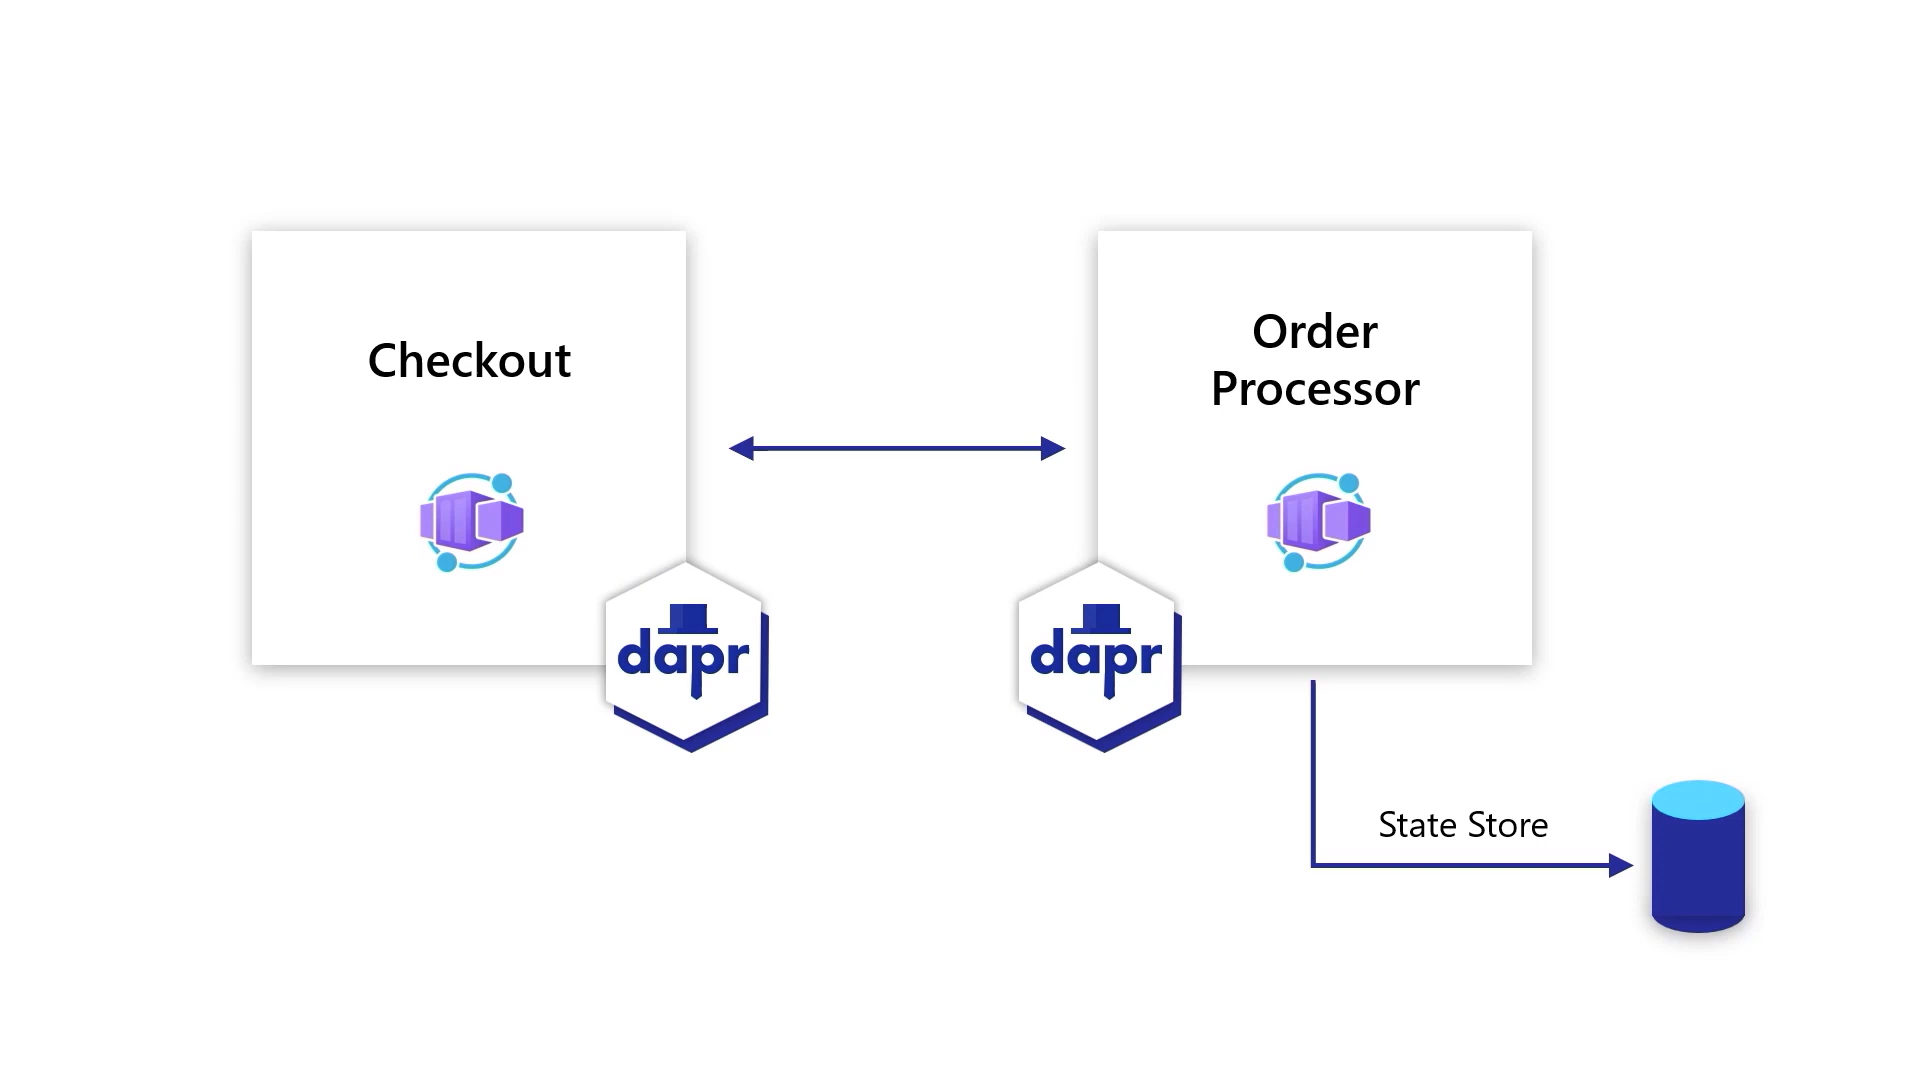 Checkout
Order
Processor
dapr
dapr
State Store